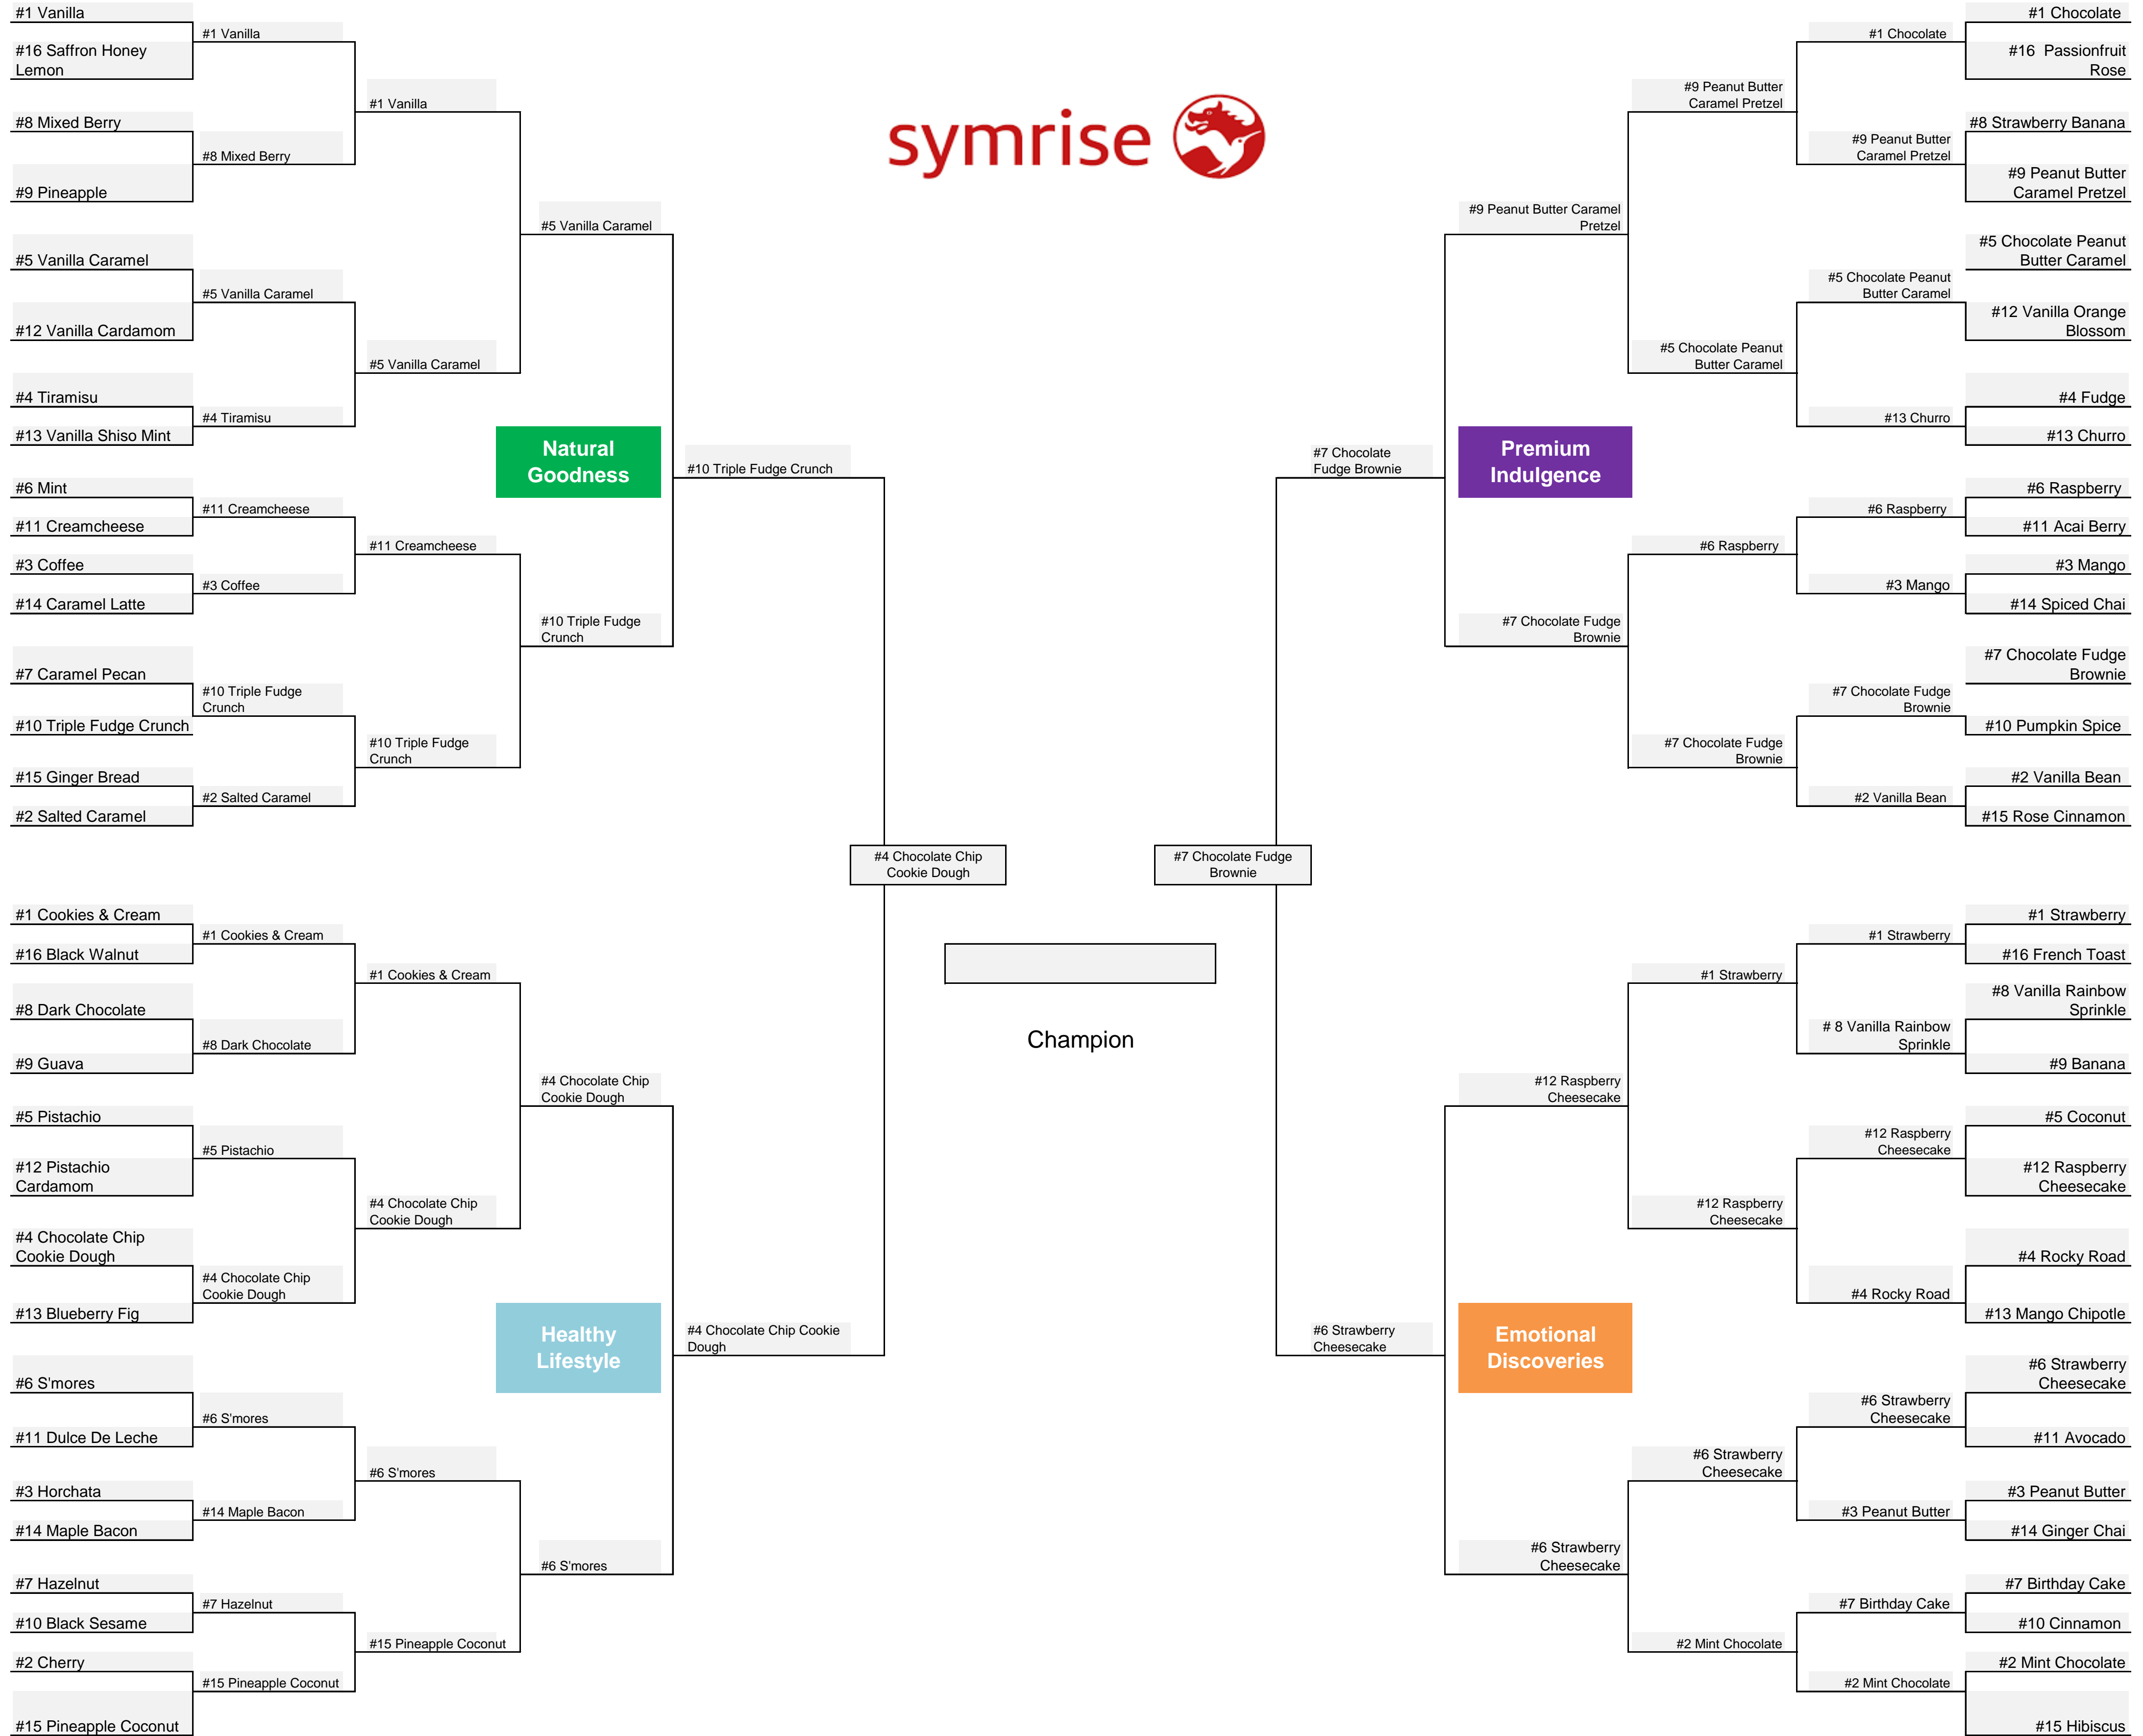 #1 Vanilla
#16 Saffron Honey
Lemon
#8 Mixed Berry
#9 Pineapple
#5 Vanilla Caramel
#12 Vanilla Cardamom
#4 Tiramisu
#13 Vanilla Shiso Mint
#6 Mint
#11 Creamcheese
#3 Coffee
#14 Caramel Latte
#7 Caramel Pecan
#10 Triple Fudge Crunch
#15 Ginger Bread
#2 Salted Caramel
#1 Vanilla
#8 Mixed Berry
#5 Vanilla Caramel
#4 Tiramisu
#11 Creamcheese
#3 Coffee
#10 Triple Fudge
Crunch
#2 Salted Caramel
#1 Vanilla
#5 Vanilla Caramel
#11 Creamcheese
#10 Triple Fudge
Crunch
#5 Vanilla Caramel
#10 Triple Fudge
Crunch
Natural
Goodness
#10 Triple Fudge Crunch
#1 Cookies & Cream
#16 Black Walnut
#8 Dark Chocolate
#9 Guava
#5 Pistachio
#12 Pistachio
Cardamom
#4 Chocolate Chip
Cookie Dough
#13 Blueberry Fig
#6 S'mores
#11 Dulce De Leche
#3 Horchata
#14 Maple Bacon
#7 Hazelnut
#10 Black Sesame
#2 Cherry
#15 Pineapple Coconut
#1 Cookies & Cream
#8 Dark Chocolate
#5 Pistachio
#4 Chocolate Chip
Cookie Dough
#6 S'mores
#14 Maple Bacon
#7 Hazelnut
#15 Pineapple Coconut
#1 Cookies & Cream
#4 Chocolate Chip
Cookie Dough
#6 S'mores
#15 Pineapple Coconut
#4 Chocolate Chip
Cookie Dough
#6 S'mores
Healthy
Lifestyle
#4 Chocolate Chip Cookie
Dough
symrise
#4 Chocolate Chip
Cookie Dough
#7 Chocolate Fudge
Brownie
Champion
#7 Chocolate
Fudge Brownie
Premium
Indulgence
#9 Peanut Butter Caramel
Pretzel
#7 Chocolate Fudge
Brownie
#9 Peanut Butter
Caramel Pretzel
#5 Chocolate Peanut
Butter Caramel
#6 Raspberry
#7 Chocolate Fudge
Brownie
#1 Chocolate
#9 Peanut Butter
Caramel Pretzel
#5 Chocolate Peanut
Butter Caramel
#13 Churro
#6 Raspberry
#3 Mango
#7 Chocolate Fudge
Brownie
#2 Vanilla Bean
#1 Chocolate
#16 Passionfruit
Rose
#8 Strawberry Banana
#9 Peanut Butter
Caramel Pretzel
#5 Chocolate Peanut
Butter Caramel
#12 Vanilla Orange
Blossom
#4 Fudge
#13 Churro
#6 Raspberry
#11 Acai Berry
#3 Mango
#14 Spiced Chai
#7 Chocolate Fudge
Brownie
#10 Pumpkin Spice
#2 Vanilla Bean
#15 Rose Cinnamon
#6 Strawberry
Cheesecake
Emotional
Discoveries
#12 Raspberry
Cheesecake
#6 Strawberry
Cheesecake
#1 Strawberry
#12 Raspberry
Cheesecake
#6 Strawberry
Cheesecake
#2 Mint Chocolate
#1 Strawberry
# 8 Vanilla Rainbow
Sprinkle
#12 Raspberry
Cheesecake
#4 Rocky Road
#6 Strawberry
Cheesecake
#3 Peanut Butter
#7 Birthday Cake
#2 Mint Chocolate
#1 Strawberry
#16 French Toast
#8 Vanilla Rainbow
Sprinkle
#9 Banana
#5 Coconut
#12 Raspberry
Cheesecake
#4 Rocky Road
#13 Mango Chipotle
#6 Strawberry
Cheesecake
#11 Avocado
#3 Peanut Butter
#14 Ginger Chai
#7 Birthday Cake
#10 Cinnamon
#2 Mint Chocolate
#15 Hibiscus